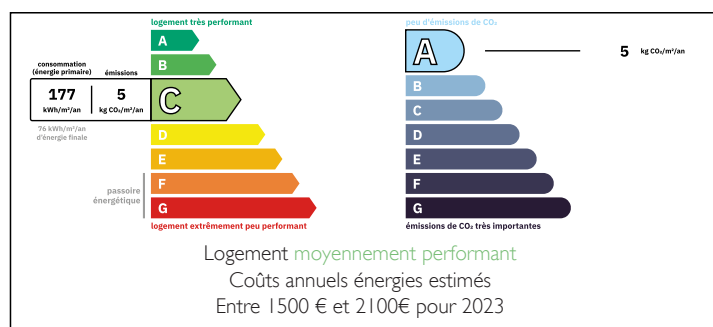 logement très performant
A
B
consommation
(énergie primaire)
émissions
177
kWh/m²/an
5
kg CO₂/m²/an
C
76 kWh/m²/an
d'énergie finale
D
E
passoire
énergétique
F
G
logement extrêmement peu performant
peu d'émissions de CO₂
A
5 kg CO₂/m²/an
B
C
D
E
F
G
émissions de CO₂ très importantes
Logement moyennement performant
Coûts annuels énergies estimés
Entre 1500 € et 2100€ pour 2023